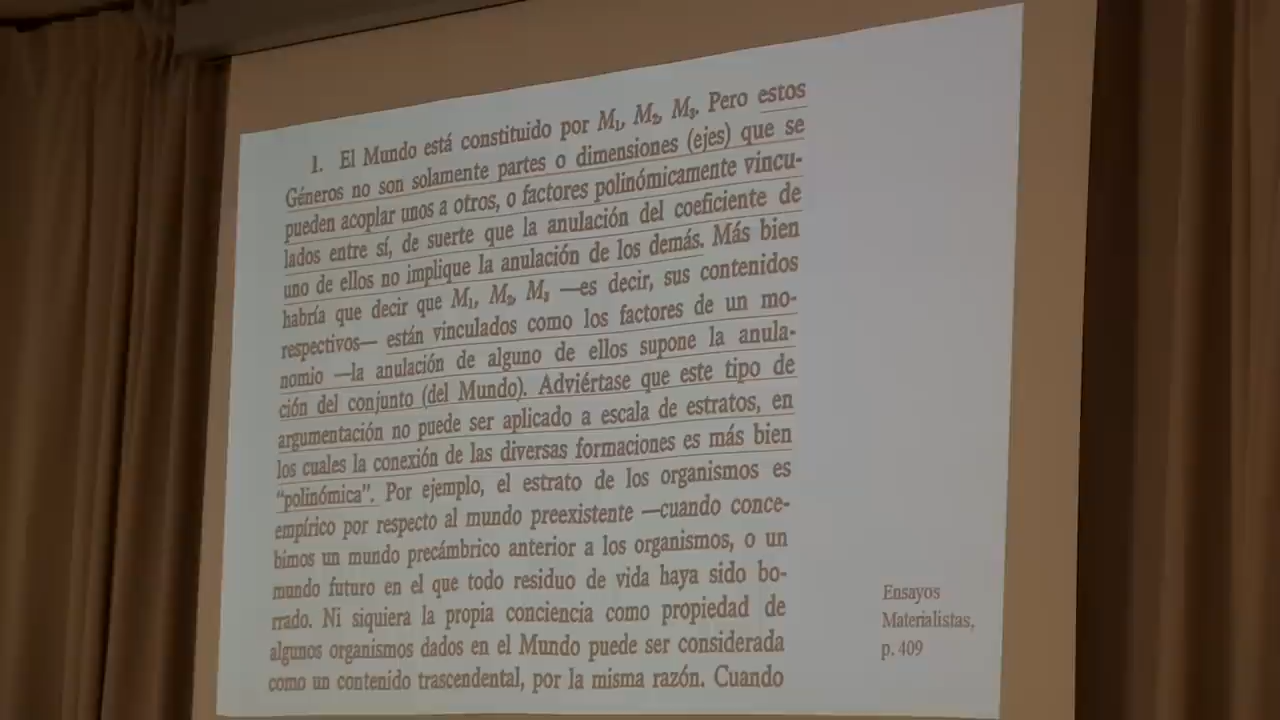 1. El Mundo está constituido por M₁, M₂, M₃. Pero estos
Géneros no son solamente partes o dimensiones (ejes) que se
pueden acoplar unos a otros, o factores polinómicamente vincu-
lados entre sí, de suerte que la anulación del coeficiente de
uno de ellos no implique la anulación de los demás. Más bien
habría que decir que M₁, M₂, M₃ —es decir, sus contenidos
respectivos— están vinculados como los factores de un mo-
nomio —la anulación de alguno de ellos supone la anula-
ción del conjunto (del Mundo). Adviértase que este tipo de
argumentación no puede ser aplicado a escala de estratos, en
los cuales la conexión de las diversas formaciones es más bien
“polinómica”. Por ejemplo, el estrato de los organismos es
empírico por respecto al mundo preexistente —cuando conce-
bimos un mundo precámbrico anterior a los organismos, o un
mundo futuro en el que todo residuo de vida haya sido bo-
rrado. Ni siquiera la propia conciencia como propiedad de
algunos organismos dados en el Mundo puede ser considerada
como un contenido trascendental, por la misma razón. Cuando
Ensayos
Materialistas,
p. 409